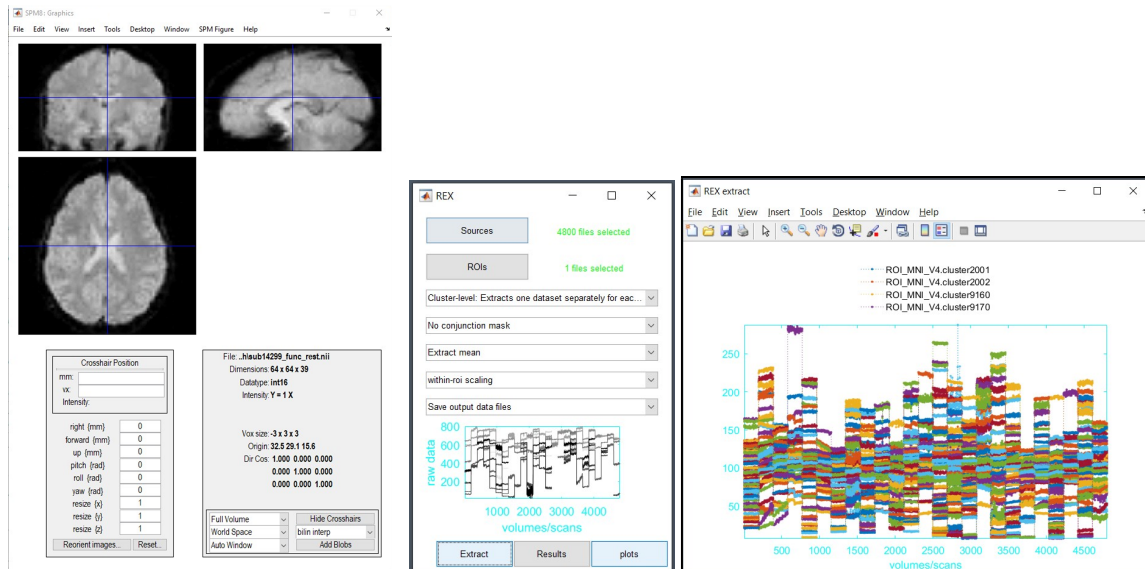 SPM8: Graphics
File Edit View Insert Tools Desktop Window SPM Figure Help
Crosshair Position
mm:
vx:
Intensity:
right {mm} 0
forward {mm} 0
up {mm} 0
pitch {rad} 0
roll {rad} 0
yaw {rad} 0
resize {x} 1
resize {y} 1
resize {z} 1
Reorient images... Reset...
File: ..h\sub14299_func_rest.nii
Dimensions: 64 x 64 x 39
Datatype: int16
Intensity: Y = 1 X
Vox size: -3 x 3 x 3
Origin: 32.5 29.1 15.6
Dir Cos: 1.000 0.000 0.000
0.000 1.000 0.000
0.000 0.000 1.000
Full Volume Hide Crosshairs
World Space bilin interp
Auto Window Add Blobs
REX
Sources 4800 files selected
ROIs 1 files selected
Cluster-level: Extracts one dataset separately for eac...
No conjunction mask
Extract mean
within-roi scaling
Save output data files
raw data
800
600
400
200
1000 2000 3000 4000
volumes/scans
Extract Results plots
REX extract
File Edit View Insert Tools Desktop Window Help
ROI_MNI_V4.cluster2001
ROI_MNI_V4.cluster2002
ROI_MNI_V4.cluster9160
ROI_MNI_V4.cluster9170
250
200
150
100
50
500 1000 1500 2000 2500 3000 3500 4000 4500
volumes/scans